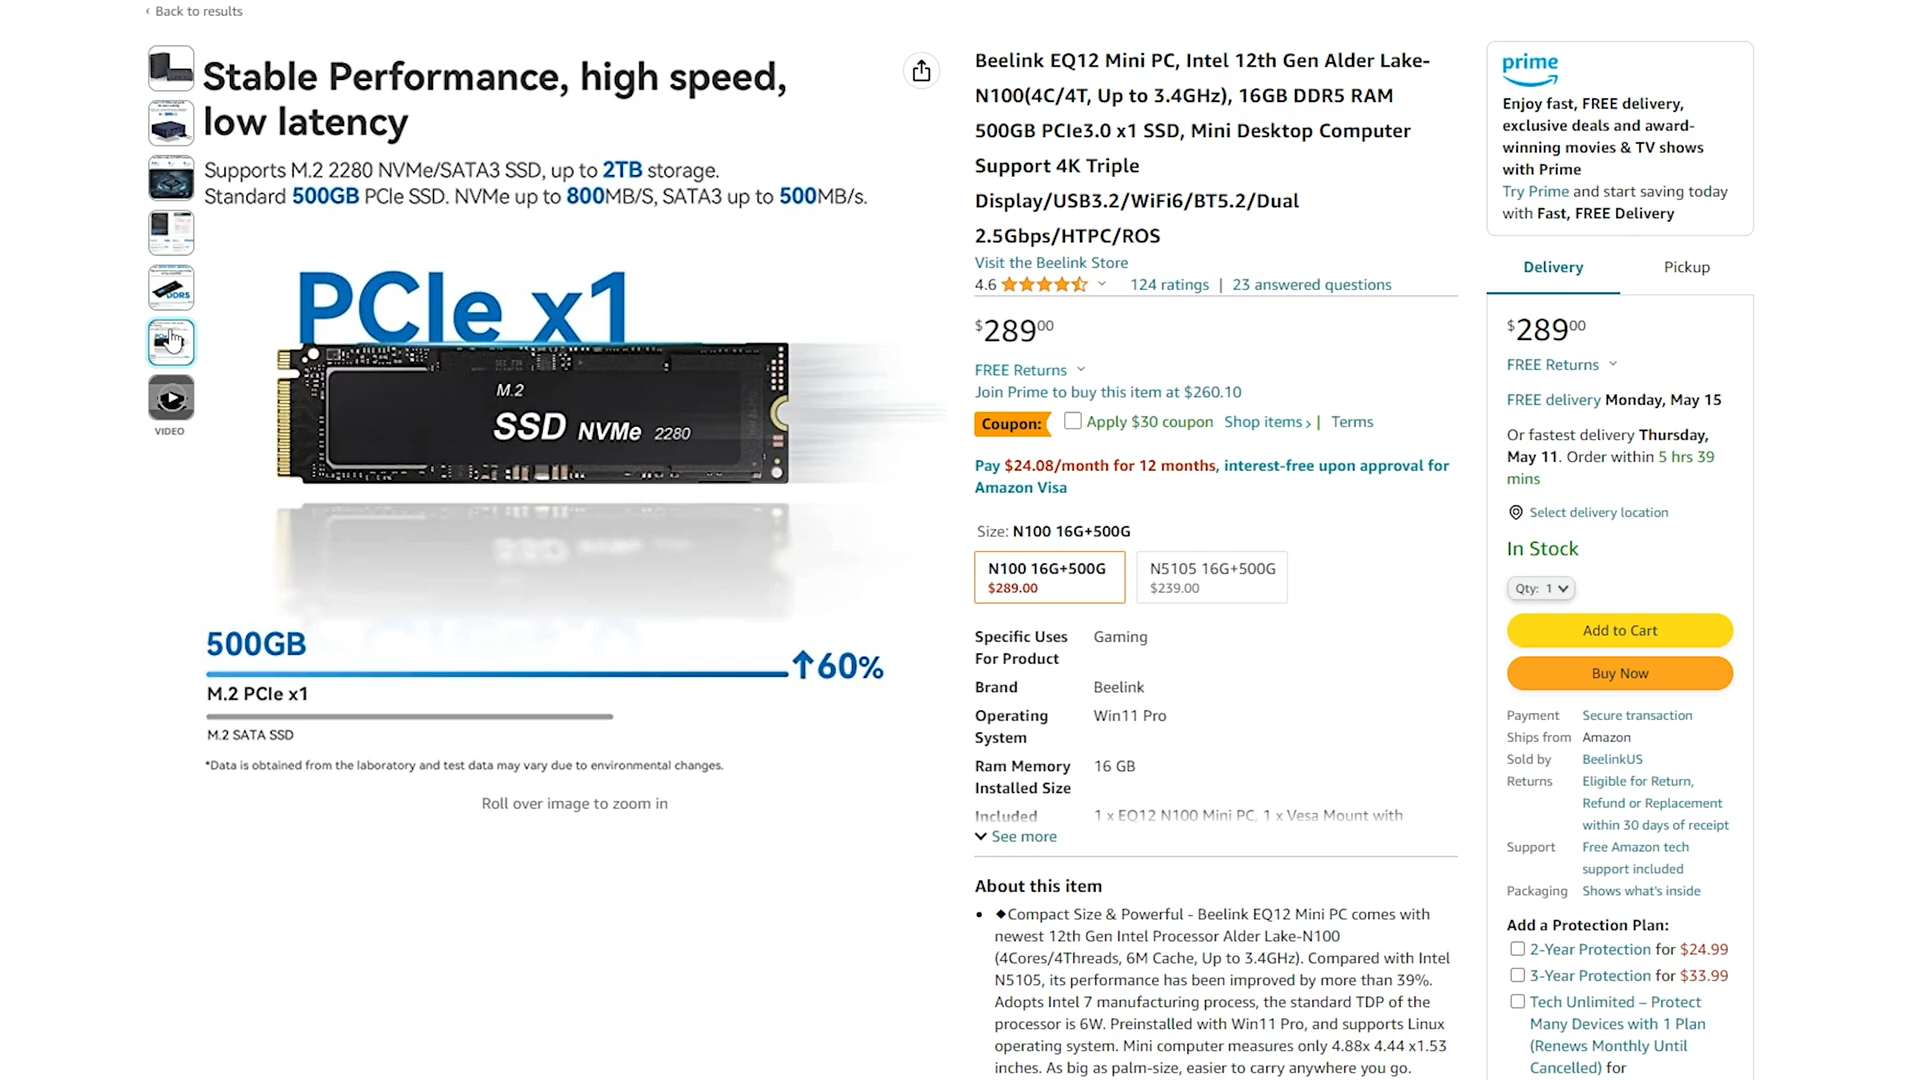 ‹ Back to results
Stable Performance, high speed,
low latency
Supports M.2 2280 NVMe/SATA3 SSD, up to 2TB storage.
Standard 500GB PCIe SSD. NVMe up to 800MB/S, SATA3 up to 500MB/s.
PCIe x1
M.2
SSD NVMe 2280
500GB
↑60%
M.2 PCIe x1
M.2 SATA SSD
*Data is obtained from the laboratory and test data may vary due to environmental changes.
Roll over image to zoom in
DDR5
VIDEO
Beelink EQ12 Mini PC, Intel 12th Gen Alder Lake-
N100(4C/4T, Up to 3.4GHz), 16GB DDR5 RAM
500GB PCIe3.0 x1 SSD, Mini Desktop Computer
Support 4K Triple
Display/USB3.2/WiFi6/BT5.2/Dual
2.5Gbps/HTPC/ROS
Visit the Beelink Store
4.6 124 ratings | 23 answered questions
$28900
FREE Returns
Join Prime to buy this item at $260.10
Coupon: Apply $30 coupon Shop items › | Terms
Pay $24.08/month for 12 months, interest-free upon approval for
Amazon Visa
Size: N100 16G+500G
N100 16G+500G
$289.00
N5105 16G+500G
$239.00
Specific Uses Gaming
For Product
Brand Beelink
Operating Win11 Pro
System
Ram Memory 16 GB
Installed Size
Included 1 x EQ12 N100 Mini PC, 1 x Vesa Mount with
See more
About this item
• ◆Compact Size & Powerful - Beelink EQ12 Mini PC comes with
newest 12th Gen Intel Processor Alder Lake-N100
(4Cores/4Threads, 6M Cache, Up to 3.4GHz). Compared with Intel
N5105, its performance has been improved by more than 39%.
Adopts Intel 7 manufacturing process, the standard TDP of the
processor is 6W. Preinstalled with Win11 Pro, and supports Linux
operating system. Mini computer measures only 4.88x 4.44 x1.53
inches. As big as palm-size, easier to carry anywhere you go.
prime
Enjoy fast, FREE delivery,
exclusive deals and award-
winning movies & TV shows
with Prime
Try Prime and start saving today
with Fast, FREE Delivery
Delivery
Pickup
$28900
FREE Returns
FREE delivery Monday, May 15
Or fastest delivery Thursday,
May 11. Order within 5 hrs 39
mins
Select delivery location
In Stock
Qty: 1
Add to Cart
Buy Now
Payment Secure transaction
Ships from Amazon
Sold by BeelinkUS
Returns Eligible for Return,
Refund or Replacement
within 30 days of receipt
Support Free Amazon tech
support included
Packaging Shows what's inside
Add a Protection Plan:
2-Year Protection for $24.99
3-Year Protection for $33.99
Tech Unlimited – Protect
Many Devices with 1 Plan
(Renews Monthly Until
Cancelled) for